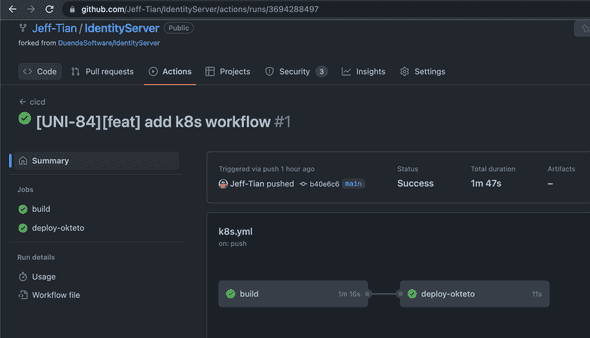 github.com/Jeff-Tian/IdentityServer/actions/runs/3694288497
Jeff-Tian / IdentityServer Public
forked from DuendeSoftware/IdentityServer
Code Pull requests Actions Projects Security 3 Insights Settings
cicd
[UNI-84][feat] add k8s workflow #1
Summary
Jobs
build
deploy-okteto
Run details
Usage
Workflow file
Triggered via push 1 hour ago
Jeff-Tian pushed b40e6c6 main
Status
Success
Total duration
1m 47s
Artifacts
–
k8s.yml
on: push
build 1m 16s
deploy-okteto 11s